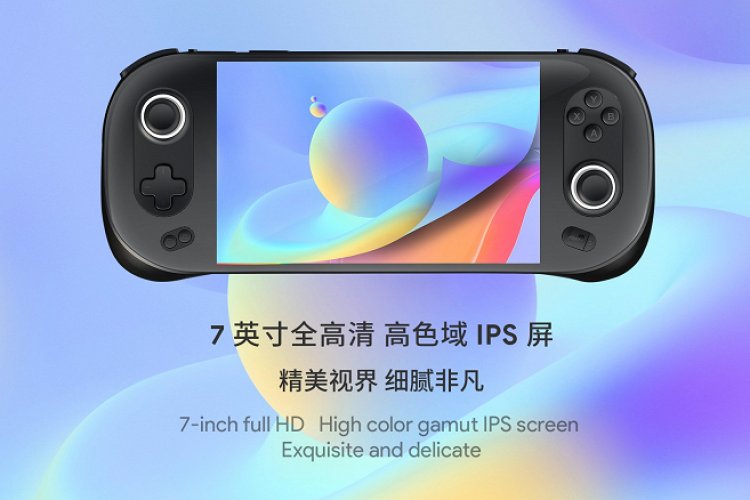 Y
X B
A
7 英寸全高清 高色域 IPS 屏
精美视界 细腻非凡
7-inch full HD High color gamut IPS screen
Exquisite and delicate